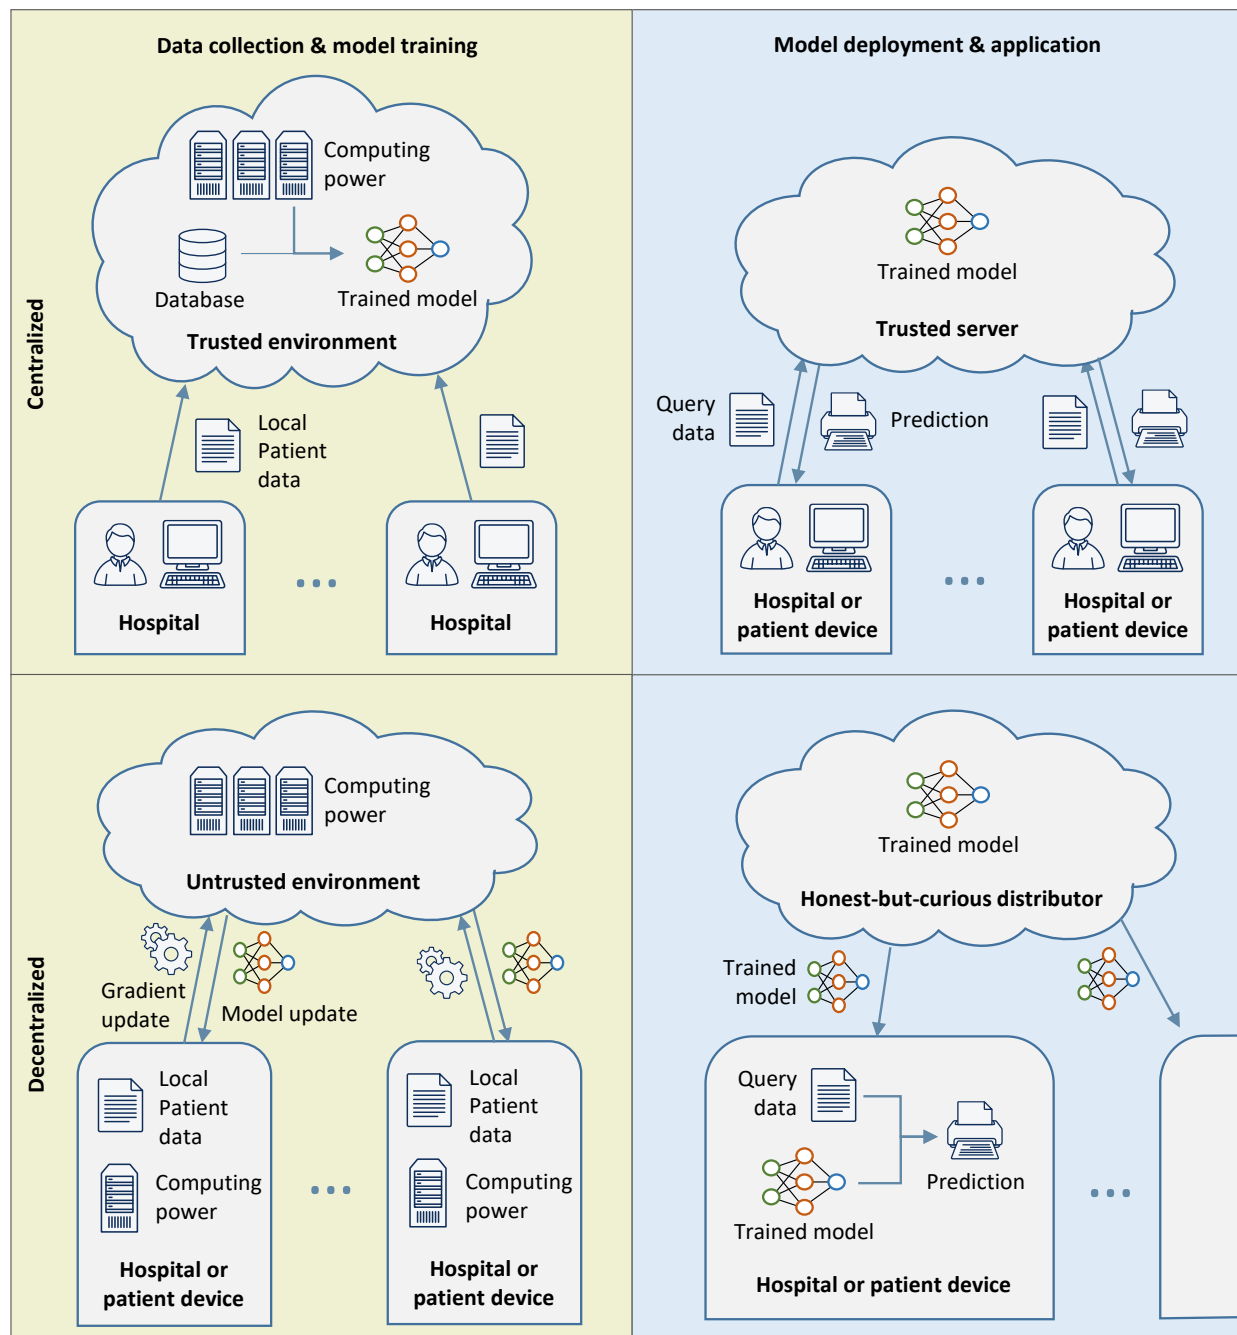 Data collection & model training
Model deployment & application
Centralized
Computing
power
Database
Trained model
Trusted environment
Local
Patient
data
Hospital
Hospital
Trained model
Trusted server
Query
data
Prediction
Hospital or
patient device
Hospital or
patient device
Decentralized
Computing
power
Untrusted environment
Gradient
update
Model update
Local
Patient
data
Computing
power
Hospital or
patient device
Local
Patient
data
Computing
power
Hospital or
patient device
Trained model
Honest-but-curious distributor
Trained
model
Query
data
Trained model
Prediction
Hospital or patient device